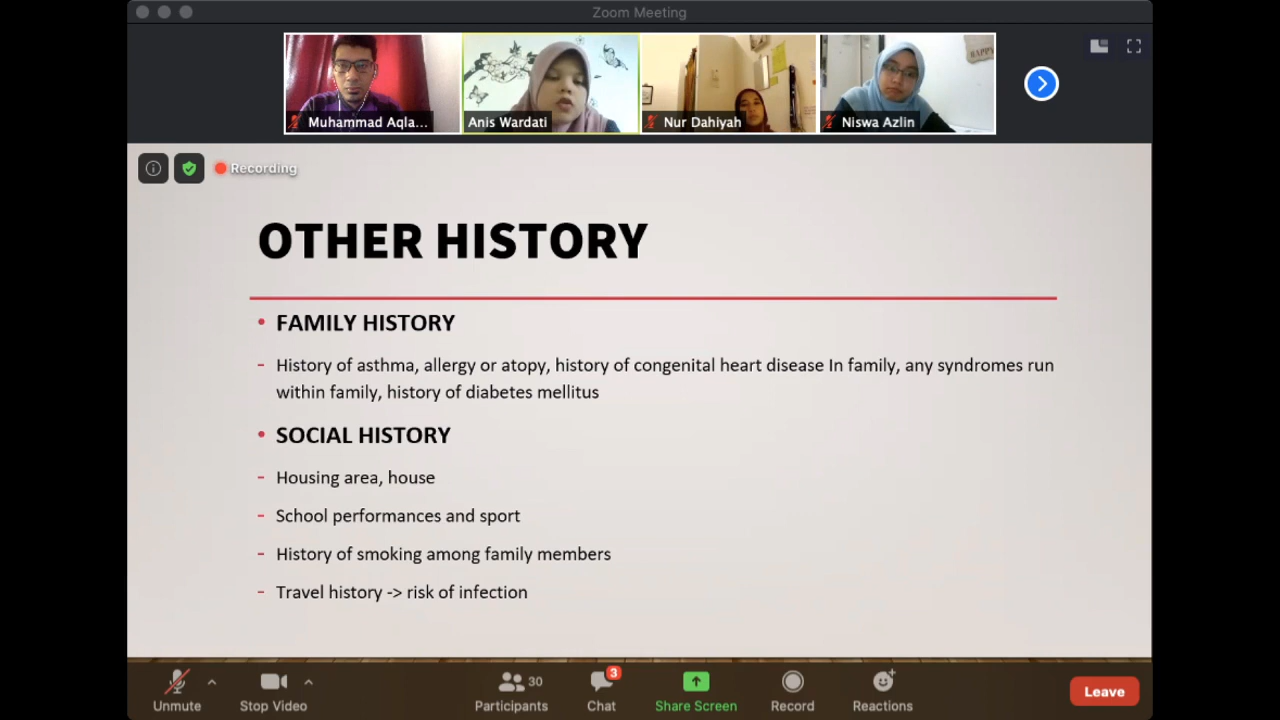 Zoom Meeting
Muhammad Aqla...
Anis Wardati
Nur Dahiyah
Niswa Azlin
Recording
OTHER HISTORY
• FAMILY HISTORY
- History of asthma, allergy or atopy, history of congenital heart disease In family, any syndromes run
within family, history of diabetes mellitus
• SOCIAL HISTORY
- Housing area, house
- School performances and sport
- History of smoking among family members
- Travel history -> risk of infection
3
30
Unmute
Stop Video
Participants
Chat
Share Screen
Record
Reactions
Leave